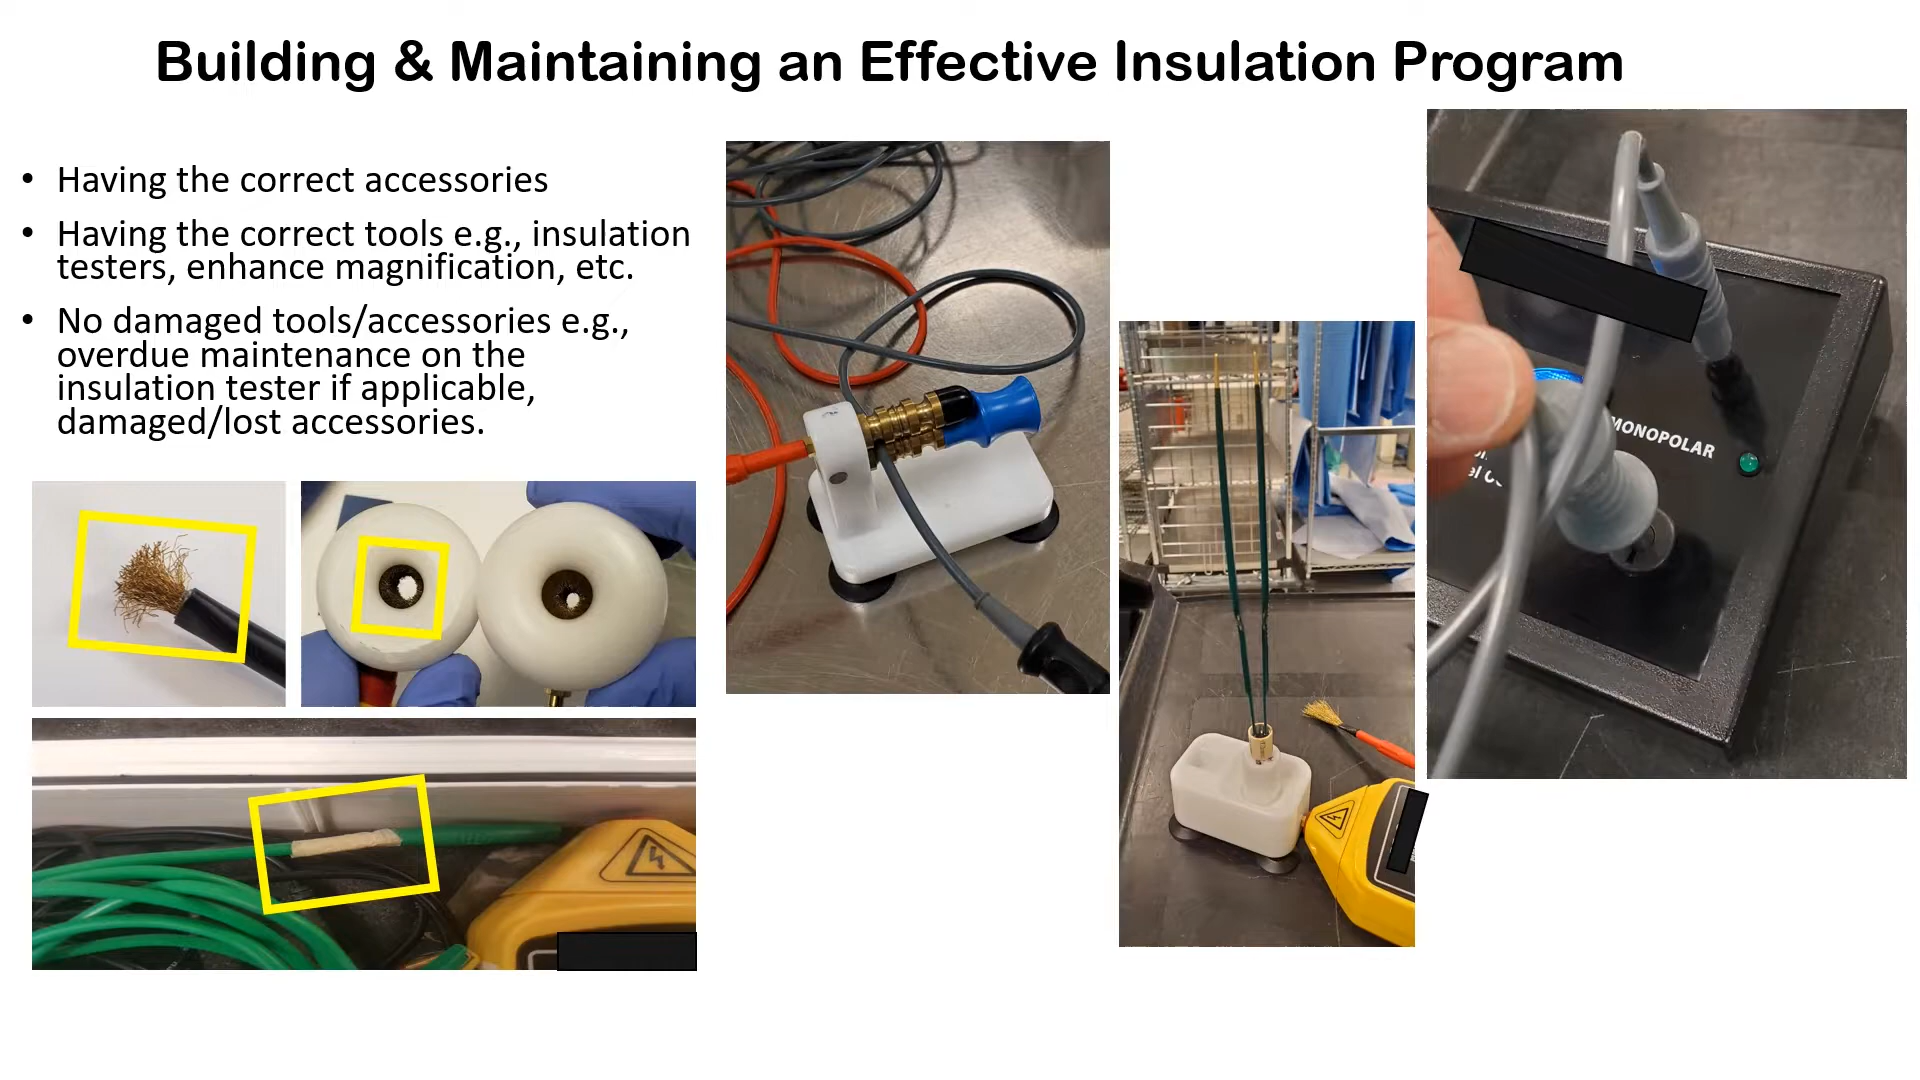 Building & Maintaining an Effective Insulation Program
• Having the correct accessories
• Having the correct tools e.g., insulation
testers, enhance magnification, etc.
• No damaged tools/accessories e.g.,
overdue maintenance on the
insulation tester if applicable,
damaged/lost accessories.
MONOPOLAR